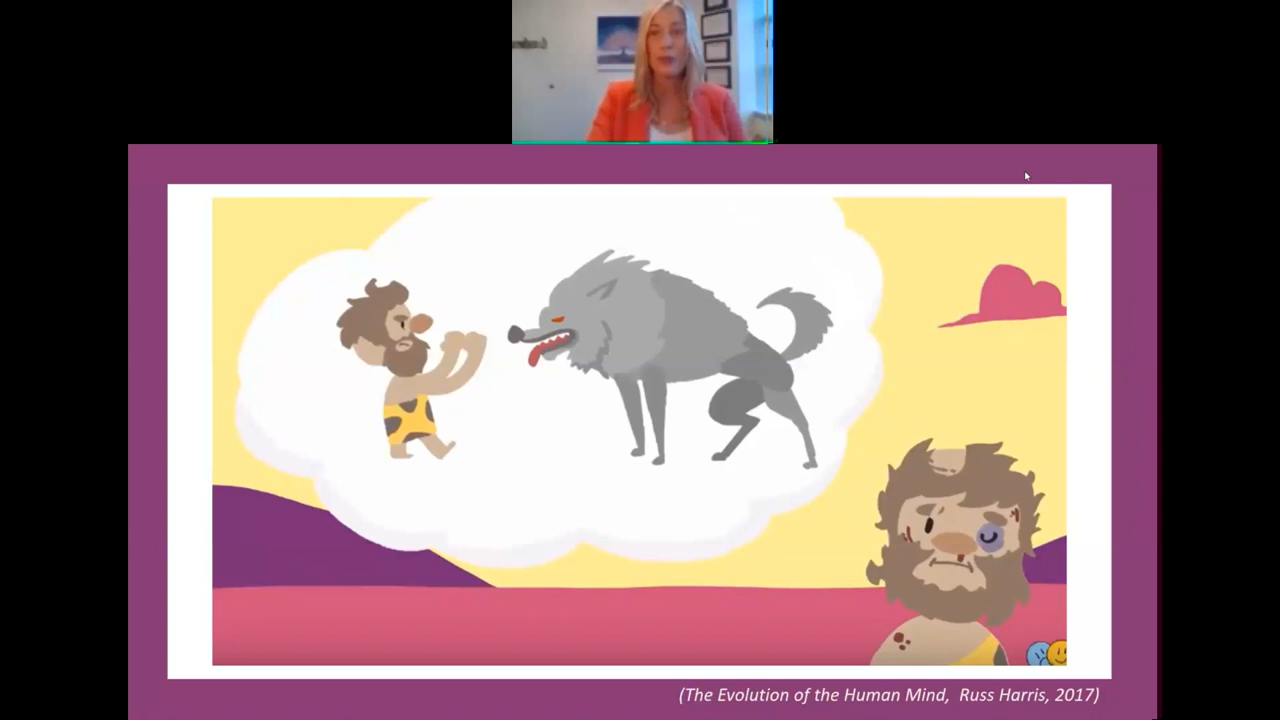 (The Evolution of the Human Mind, Russ Harris, 2017)